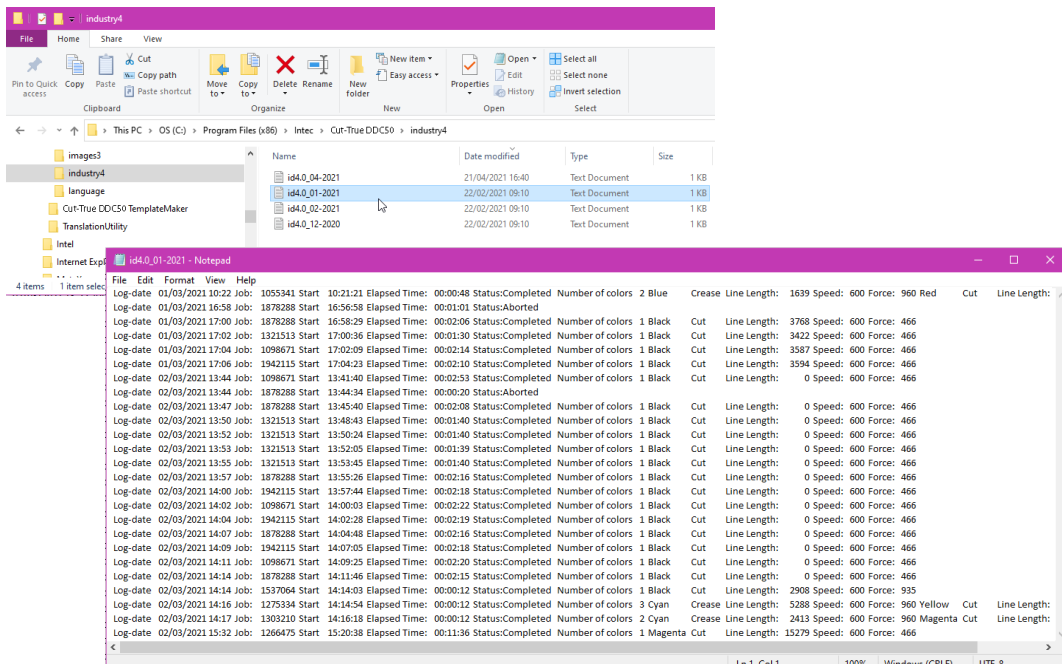 industry4
File Home Share View
Pin to Quick access
Copy
Paste
Cut
Copy path
Paste shortcut
Clipboard
Move to
Copy to
Delete
Rename
Organize
New folder
New item
Easy access
New
Properties
Open
Edit
History
Open
Select all
Select none
Invert selection
Select
This PC > OS (C:) > Program Files (x86) > Intec > Cut-True DDC50 > industry4
images3
industry4
language
Cut-True DDC50 TemplateMaker
TranslationUtility
Intel
Internet Expl
4 items 1 item selec
Name Date modified Type Size
id4.0_04-2021 21/04/2021 16:40 Text Document 1 KB
id4.0_01-2021 22/02/2021 09:10 Text Document 1 KB
id4.0_02-2021 22/02/2021 09:10 Text Document 1 KB
id4.0_12-2020 22/02/2021 09:10 Text Document 1 KB
id4.0_01-2021 - Notepad
File Edit Format View Help
Log-date 01/03/2021 10:22 Job: 1055341 Start 10:21:21 Elapsed Time: 00:00:48 Status:Completed Number of colors 2 Blue Crease Line Length: 1639 Speed: 600 Force: 960 Red Cut Line Length:
Log-date 01/03/2021 16:58 Job: 1878288 Start 16:56:58 Elapsed Time: 00:01:01 Status:Aborted
Log-date 01/03/2021 17:00 Job: 1878288 Start 16:58:29 Elapsed Time: 00:02:06 Status:Completed Number of colors 1 Black Cut Line Length: 3768 Speed: 600 Force: 466
Log-date 01/03/2021 17:02 Job: 1321513 Start 17:00:36 Elapsed Time: 00:01:30 Status:Completed Number of colors 1 Black Cut Line Length: 3422 Speed: 600 Force: 466
Log-date 01/03/2021 17:04 Job: 1098671 Start 17:02:09 Elapsed Time: 00:02:14 Status:Completed Number of colors 1 Black Cut Line Length: 3587 Speed: 600 Force: 466
Log-date 01/03/2021 17:06 Job: 1942115 Start 17:04:23 Elapsed Time: 00:02:10 Status:Completed Number of colors 1 Black Cut Line Length: 3594 Speed: 600 Force: 466
Log-date 02/03/2021 13:44 Job: 1098671 Start 13:41:40 Elapsed Time: 00:02:53 Status:Completed Number of colors 1 Black Cut Line Length: 0 Speed: 600 Force: 466
Log-date 02/03/2021 13:44 Job: 1878288 Start 13:44:34 Elapsed Time: 00:00:20 Status:Aborted
Log-date 02/03/2021 13:47 Job: 1878288 Start 13:45:40 Elapsed Time: 00:02:08 Status:Completed Number of colors 1 Black Cut Line Length: 0 Speed: 600 Force: 466
Log-date 02/03/2021 13:50 Job: 1321513 Start 13:48:43 Elapsed Time: 00:01:40 Status:Completed Number of colors 1 Black Cut Line Length: 0 Speed: 600 Force: 466
Log-date 02/03/2021 13:52 Job: 1321513 Start 13:50:24 Elapsed Time: 00:01:40 Status:Completed Number of colors 1 Black Cut Line Length: 0 Speed: 600 Force: 466
Log-date 02/03/2021 13:53 Job: 1321513 Start 13:52:05 Elapsed Time: 00:01:39 Status:Completed Number of colors 1 Black Cut Line Length: 0 Speed: 600 Force: 466
Log-date 02/03/2021 13:55 Job: 1321513 Start 13:53:45 Elapsed Time: 00:01:40 Status:Completed Number of colors 1 Black Cut Line Length: 0 Speed: 600 Force: 466
Log-date 02/03/2021 13:57 Job: 1878288 Start 13:55:26 Elapsed Time: 00:02:16 Status:Completed Number of colors 1 Black Cut Line Length: 0 Speed: 600 Force: 466
Log-date 02/03/2021 14:00 Job: 1942115 Start 13:57:44 Elapsed Time: 00:02:18 Status:Completed Number of colors 1 Black Cut Line Length: 0 Speed: 600 Force: 466
Log-date 02/03/2021 14:02 Job: 1098671 Start 14:00:03 Elapsed Time: 00:02:22 Status:Completed Number of colors 1 Black Cut Line Length: 0 Speed: 600 Force: 466
Log-date 02/03/2021 14:04 Job: 1942115 Start 14:02:28 Elapsed Time: 00:02:19 Status:Completed Number of colors 1 Black Cut Line Length: 0 Speed: 600 Force: 466
Log-date 02/03/2021 14:07 Job: 1878288 Start 14:04:48 Elapsed Time: 00:02:16 Status:Completed Number of colors 1 Black Cut Line Length: 0 Speed: 600 Force: 466
Log-date 02/03/2021 14:09 Job: 1942115 Start 14:07:05 Elapsed Time: 00:02:18 Status:Completed Number of colors 1 Black Cut Line Length: 0 Speed: 600 Force: 466
Log-date 02/03/2021 14:11 Job: 1098671 Start 14:09:25 Elapsed Time: 00:02:20 Status:Completed Number of colors 1 Black Cut Line Length: 0 Speed: 600 Force: 466
Log-date 02/03/2021 14:14 Job: 1878288 Start 14:11:46 Elapsed Time: 00:02:15 Status:Completed Number of colors 1 Black Cut Line Length: 0 Speed: 600 Force: 466
Log-date 02/03/2021 14:14 Job: 1537064 Start 14:14:03 Elapsed Time: 00:00:12 Status:Completed Number of colors 1 Black Cut Line Length: 2908 Speed: 600 Force: 935
Log-date 02/03/2021 14:16 Job: 1275334 Start 14:14:54 Elapsed Time: 00:00:12 Status:Completed Number of colors 3 Cyan Crease Line Length: 5288 Speed: 600 Force: 960 Yellow Cut Line Length:
Log-date 02/03/2021 14:17 Job: 1303210 Start 14:16:18 Elapsed Time: 00:00:12 Status:Completed Number of colors 2 Cyan Crease Line Length: 2413 Speed: 600 Force: 960 Magenta Cut Line Length:
Log-date 02/03/2021 15:32 Job: 1266475 Start 15:20:38 Elapsed Time: 00:11:36 Status:Completed Number of colors 1 Magenta Cut Line Length: 15279 Speed: 600 Force: 466
Ln 1, Col 1 100% Windows (CRLF) UTF-8